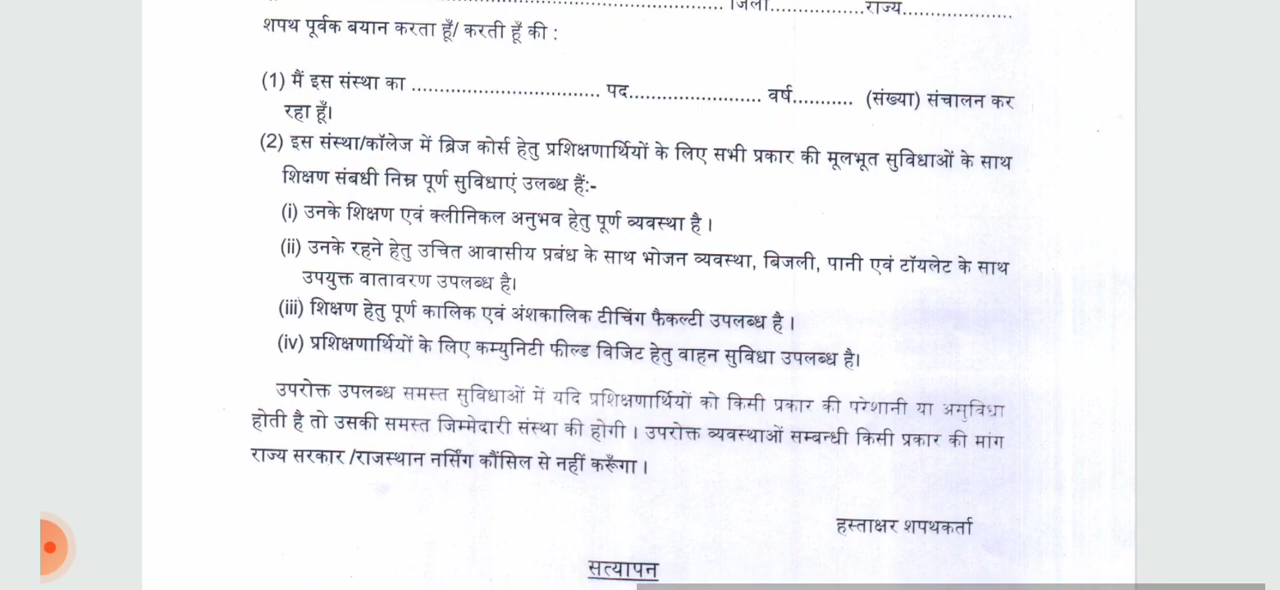 ............................................................ जिला................राज्य...................
शपथ पूर्वक बयान करता हूँ/ करती हूँ की :
(1) मैं इस संस्था का ................................ पद....................... वर्ष........... (संख्या) संचालन कर
रहा हूँ।
(2) इस संस्था/कॉलेज में ब्रिज कोर्स हेतु प्रशिक्षणार्थियों के लिए सभी प्रकार की मूलभूत सुविधाओं के साथ
शिक्षण संबधी निम्न पूर्ण सुविधाएं उलब्ध हैं:-
(i) उनके शिक्षण एवं क्लीनिकल अनुभव हेतु पूर्ण व्यवस्था है ।
(ii) उनके रहने हेतु उचित आवासीय प्रबंध के साथ भोजन व्यवस्था, बिजली, पानी एवं टॉयलेट के साथ
उपयुक्त वातावरण उपलब्ध है।
(iii) शिक्षण हेतु पूर्ण कालिक एवं अंशकालिक टीचिंग फैकल्टी उपलब्ध है ।
(iv) प्रशिक्षणार्थियों के लिए कम्युनिटी फील्ड विजिट हेतु वाहन सुविधा उपलब्ध है।
उपरोक्त उपलब्ध समस्त सुविधाओं में यदि प्रशिक्षणार्थियों को किसी प्रकार की परेशानी या असुविधा
होती है तो उसकी समस्त जिम्मेदारी संस्था की होगी । उपरोक्त व्यवस्थाओं सम्बन्धी किसी प्रकार की मांग
राज्य सरकार /राजस्थान नर्सिंग कौंसिल से नहीं करूँगा ।
हस्ताक्षर शपथकर्ता
सत्यापन